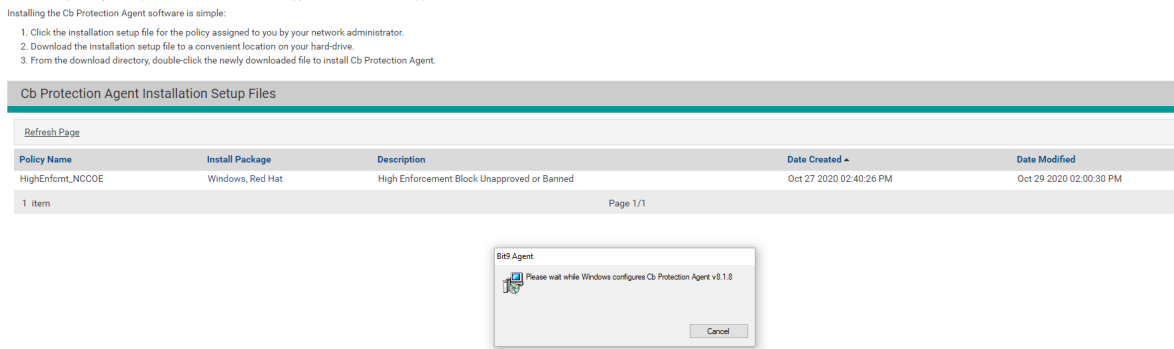 Installing the Cb Protection Agent software is simple:
1. Click the installation setup file for the policy assigned to you by your network administrator.
2. Download the installation setup file to a convenient location on your hard-drive.
3. From the download directory, double-click the newly downloaded file to install Cb Protection Agent.
Cb Protection Agent Installation Setup Files
Refresh Page
Policy Name Install Package Description Date Created Date Modified
HighEnfcmt_NCCOE Windows, Red Hat High Enforcement Block Unapproved or Banned Oct 27 2020 02:40:26 PM Oct 29 2020 02:00:30 PM
1 item Page 1/1
Bit9 Agent
Please wait while Windows configures Cb Protection Agent v8.1.8
Cancel